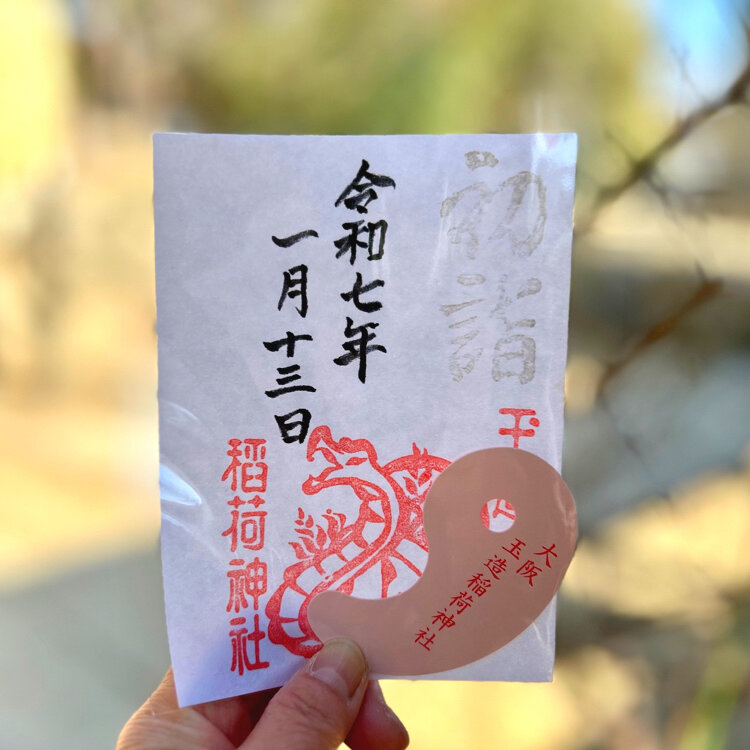 初詣
令和七年
一月十三日
玉
稲荷神社
大阪
玉造稲荷神社